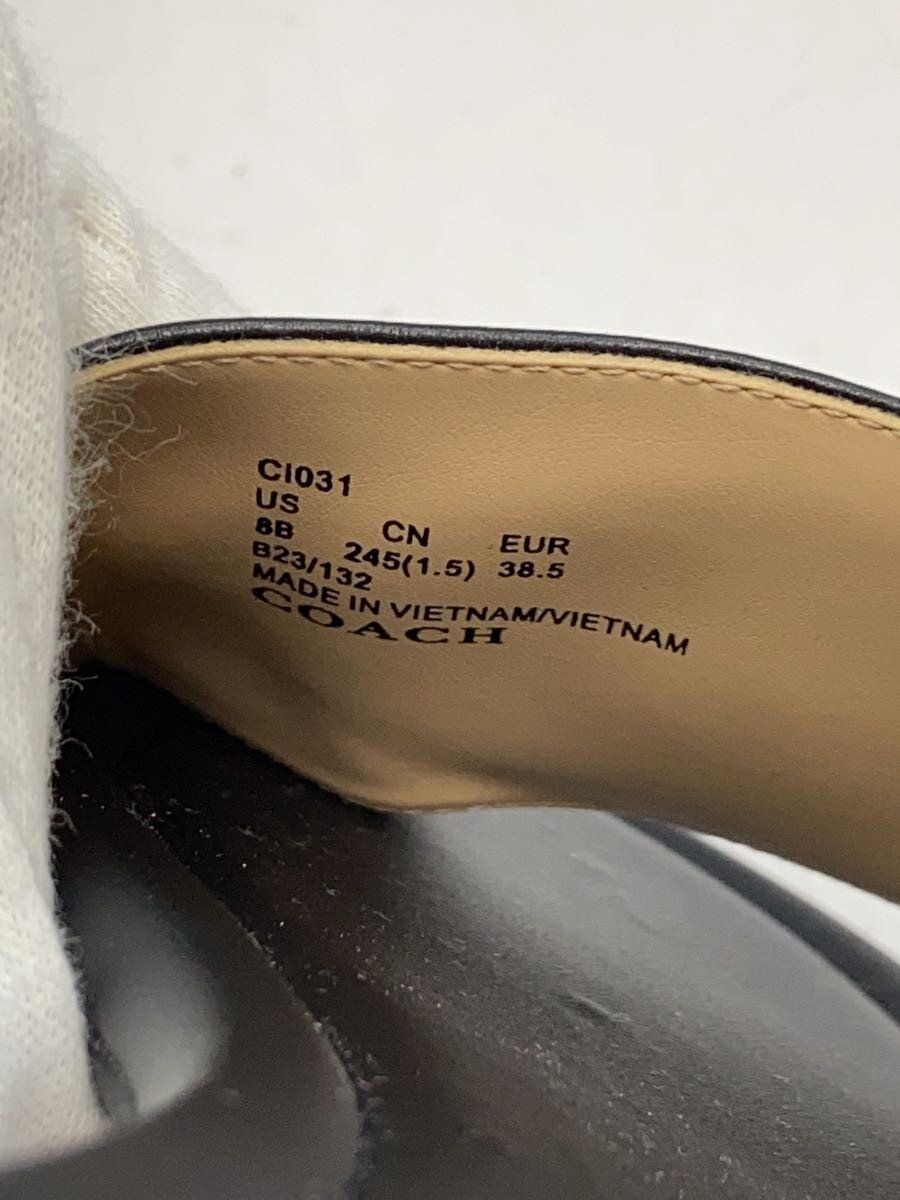 CI031
US
8B CN EUR
B23/132 245(1.5) 38.5
MADE IN VIETNAM/VIETNAM
COACH